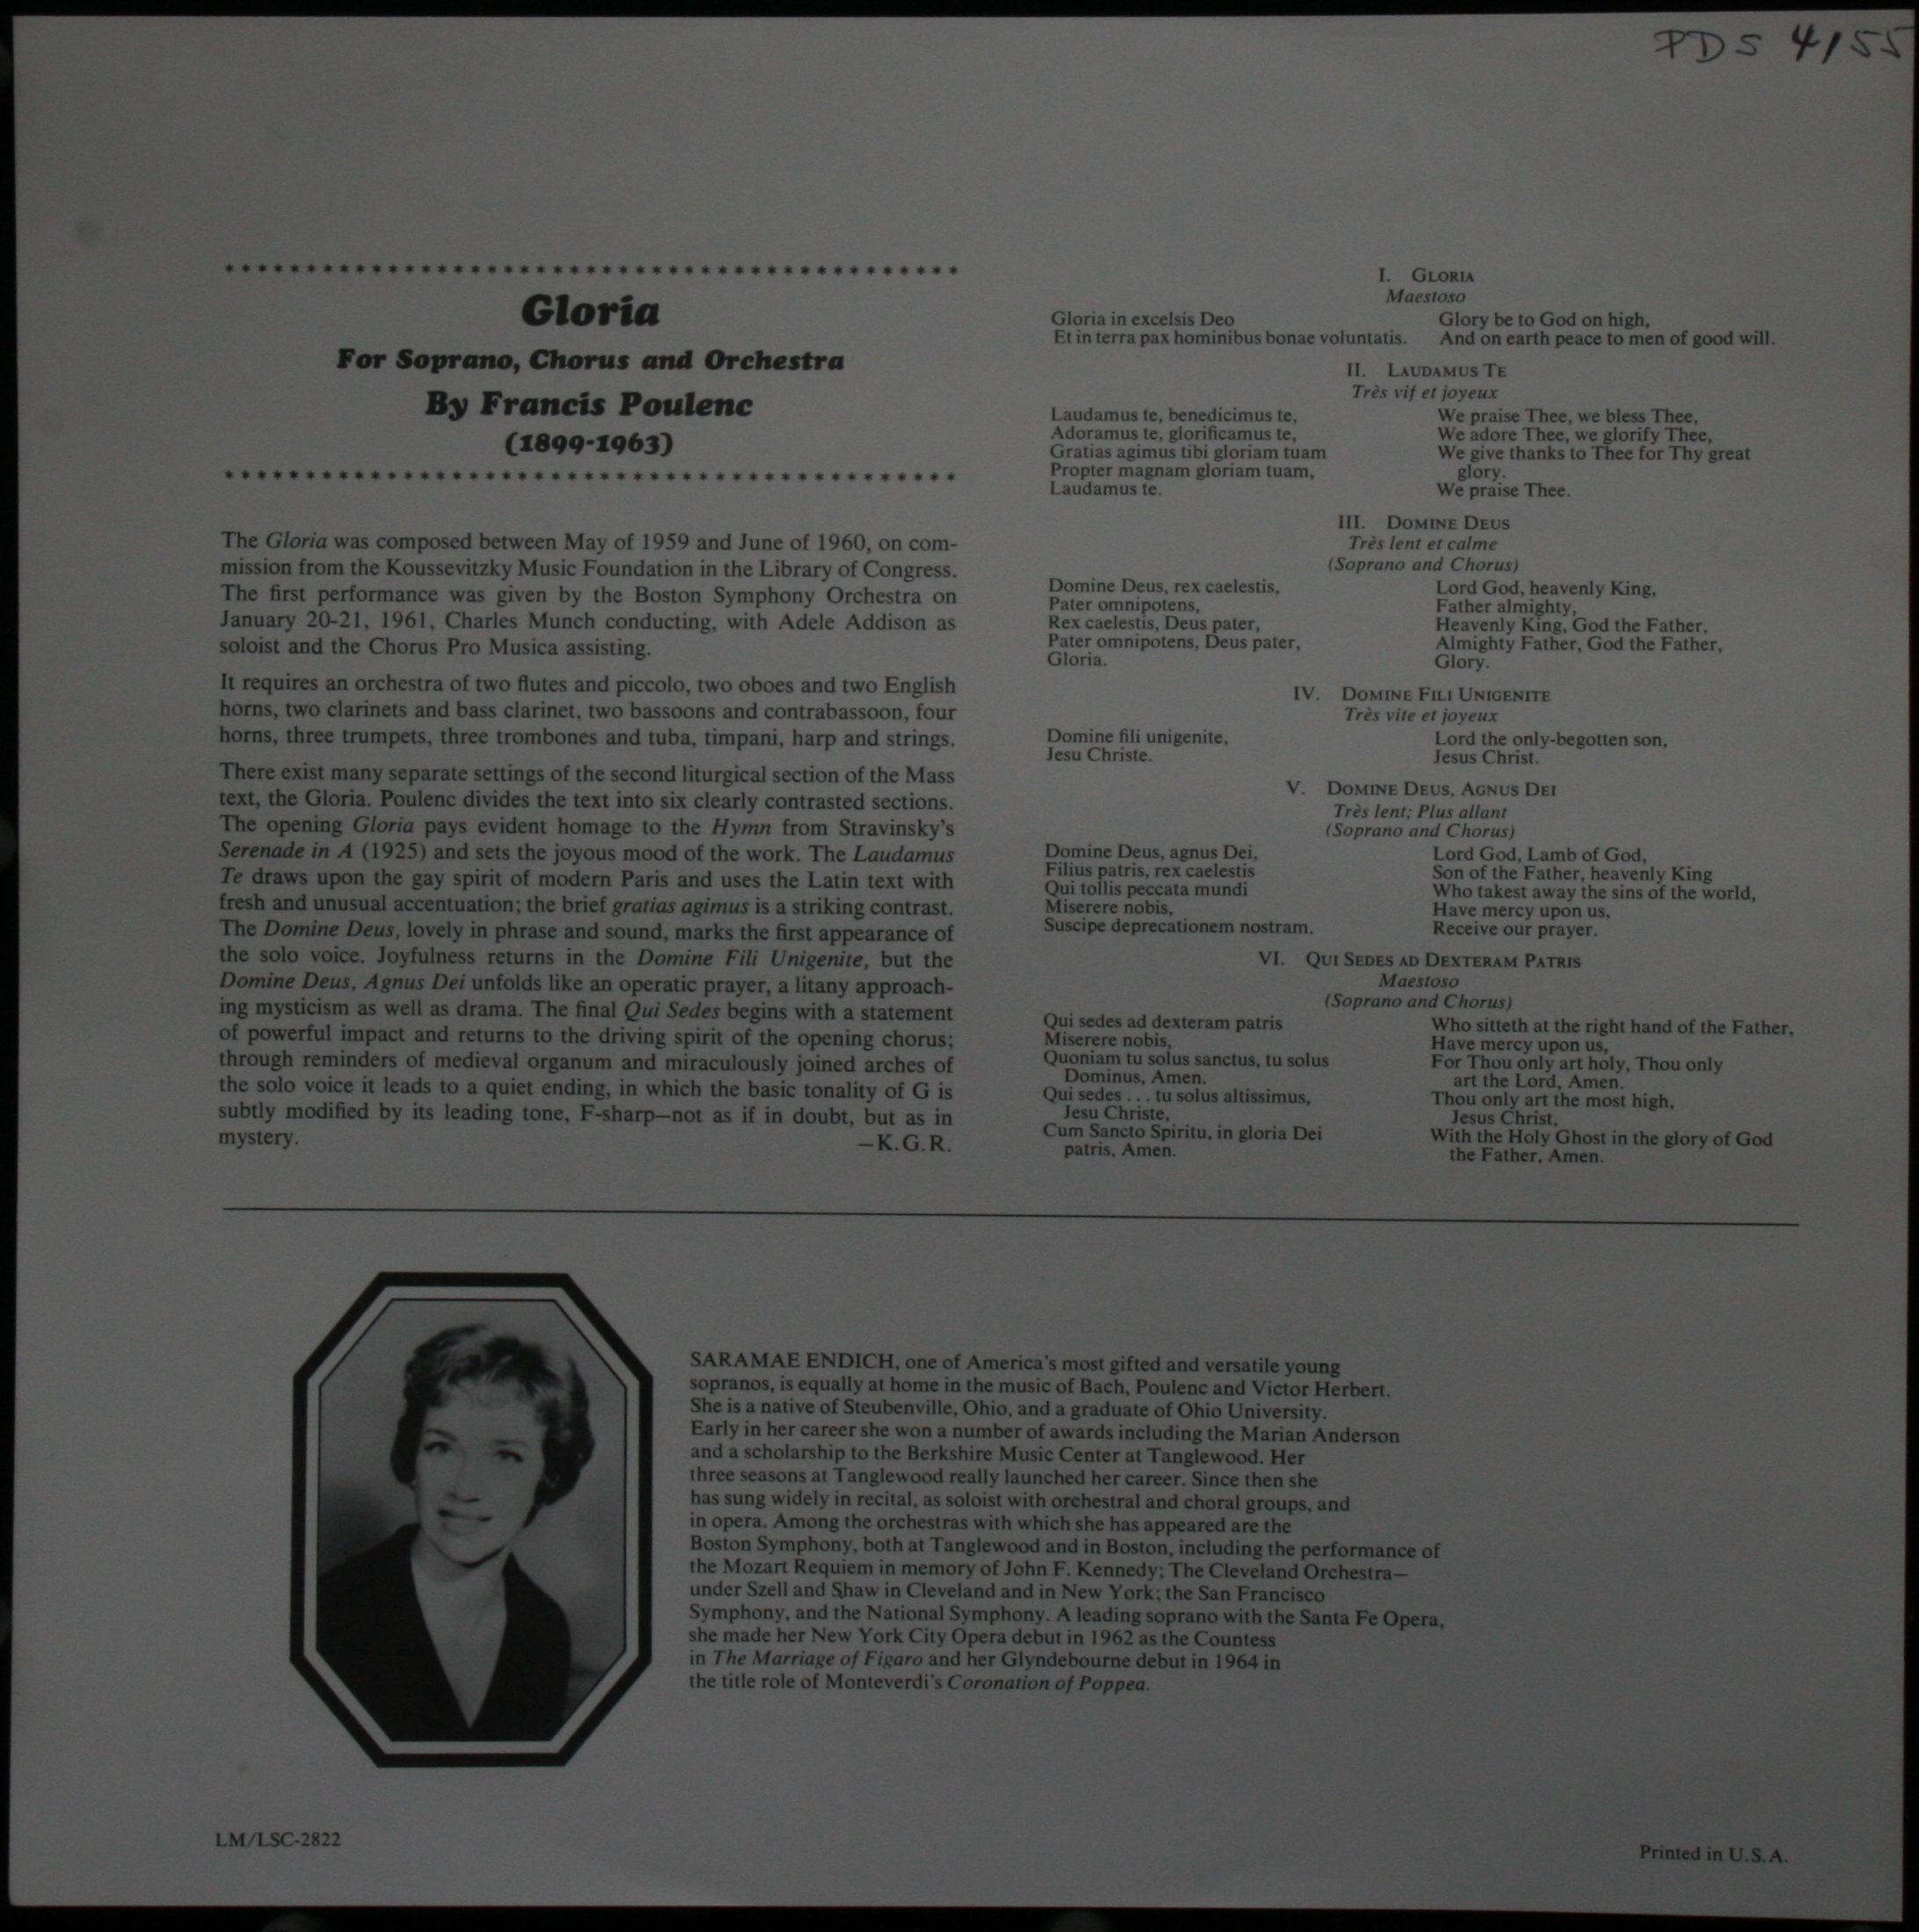 PDS 4155
Gloria
For Soprano, Chorus and Orchestra
By Francis Poulenc
(1899-1963)
The Gloria was composed between May of 1959 and June of 1960, on com-
mission from the Koussevitzky Music Foundation in the Library of Congress.
The first performance was given by the Boston Symphony Orchestra on
January 20-21, 1961, Charles Munch conducting, with Adele Addison as
soloist and the Chorus Pro Musica assisting.
It requires an orchestra of two flutes and piccolo, two oboes and two English
horns, two clarinets and bass clarinet, two bassoons and contrabassoon, four
horns, three trumpets, three trombones and tuba, timpani, harp and strings.
There exist many separate settings of the second liturgical section of the Mass
text, the Gloria. Poulenc divides the text into six clearly contrasted sections.
The opening Gloria pays evident homage to the Hymn from Stravinsky's
Serenade in A (1925) and sets the joyous mood of the work. The Laudamus
Te draws upon the gay spirit of modern Paris and uses the Latin text with
fresh and unusual accentuation; the brief gratias agimus is a striking contrast.
The Domine Deus, lovely in phrase and sound, marks the first appearance of
the solo voice. Joyfulness returns in the Domine Fili Unigenite, but the
Domine Deus, Agnus Dei unfolds like an operatic prayer, a litany approach-
ing mysticism as well as drama. The final Qui Sedes begins with a statement
of powerful impact and returns to the driving spirit of the opening chorus;
through reminders of medieval organum and miraculously joined arches of
the solo voice it leads to a quiet ending, in which the basic tonality of G is
subtly modified by its leading tone, F-sharp—not as if in doubt, but as in
mystery. —K.G.R.
I. GLORIA
Maestoso
Gloria in excelsis Deo
Et in terra pax hominibus bonae voluntatis.
Glory be to God on high,
And on earth peace to men of good will.
II. LAUDAMUS TE
Très vif et joyeux
Laudamus te, benedicimus te,
Adoramus te, glorificamus te,
Gratias agimus tibi gloriam tuam
Propter magnam gloriam tuam,
Laudamus te.
We praise Thee, we bless Thee,
We adore Thee, we glorify Thee,
We give thanks to Thee for Thy great
glory.
We praise Thee.
III. DOMINE DEUS
Très lent et calme
(Soprano and Chorus)
Domine Deus, rex caelestis,
Pater omnipotens,
Rex caelestis, Deus pater,
Pater omnipotens, Deus pater,
Gloria.
Lord God, heavenly King,
Father almighty,
Heavenly King, God the Father,
Almighty Father, God the Father,
Glory.
IV. DOMINE FILI UNIGENITE
Très vite et joyeux
Domine fili unigenite,
Jesu Christe.
Lord the only-begotten son,
Jesus Christ.
V. DOMINE DEUS, AGNUS DEI
Très lent; Plus allant
(Soprano and Chorus)
Domine Deus, agnus Dei,
Filius patris, rex caelestis
Qui tollis peccata mundi
Miserere nobis,
Suscipe deprecationem nostram.
Lord God, Lamb of God,
Son of the Father, heavenly King
Who takest away the sins of the world,
Have mercy upon us,
Receive our prayer.
VI. QUI SEDES AD DEXTERAM PATRIS
Maestoso
(Soprano and Chorus)
Qui sedes ad dexteram patris
Miserere nobis,
Quoniam tu solus sanctus, tu solus
Dominus, Amen.
Qui sedes . . . tu solus altissimus,
Jesu Christe,
Cum Sancto Spiritu, in gloria Dei
patris, Amen.
Who sitteth at the right hand of the Father,
Have mercy upon us,
For Thou only art holy, Thou only
art the Lord, Amen.
Thou only art the most high,
Jesus Christ,
With the Holy Ghost in the glory of God
the Father, Amen.
SARAMAE ENDICH, one of America's most gifted and versatile young
sopranos, is equally at home in the music of Bach, Poulenc and Victor Herbert.
She is a native of Steubenville, Ohio, and a graduate of Ohio University.
Early in her career she won a number of awards including the Marian Anderson
and a scholarship to the Berkshire Music Center at Tanglewood. Her
three seasons at Tanglewood really launched her career. Since then she
has sung widely in recital, as soloist with orchestral and choral groups, and
in opera. Among the orchestras with which she has appeared are the
Boston Symphony, both at Tanglewood and in Boston, including the performance of
the Mozart Requiem in memory of John F. Kennedy; The Cleveland Orchestra—
under Szell and Shaw in Cleveland and in New York; the San Francisco
Symphony, and the National Symphony. A leading soprano with the Santa Fe Opera,
she made her New York City Opera debut in 1962 as the Countess
in The Marriage of Figaro and her Glyndebourne debut in 1964 in
the title role of Monteverdi's Coronation of Poppea.
LM/LSC-2822
Printed in U.S.A.